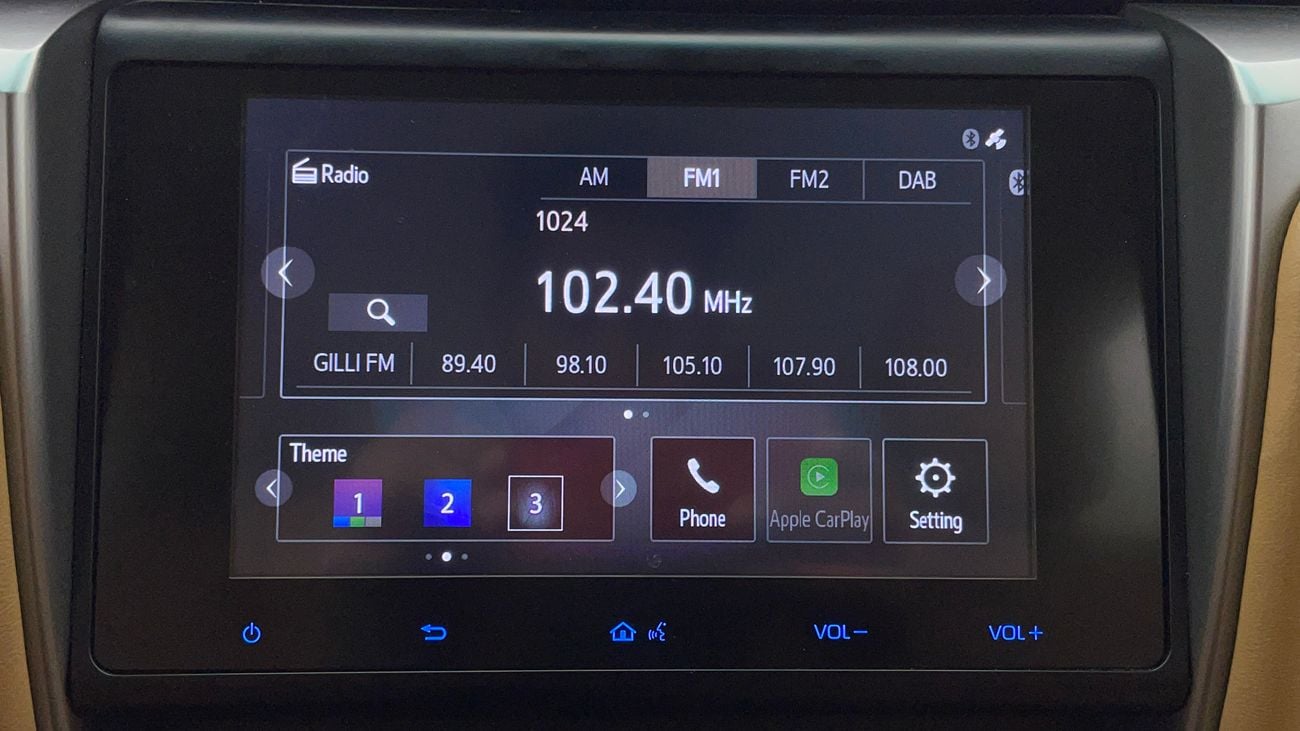 Radio AM FM1 FM2 DAB
1024
102.40 MHz
GILLI FM 89.40 98.10 105.10 107.90 108.00
Theme
1 2 3
Phone Apple CarPlay Setting
VOL− VOL+